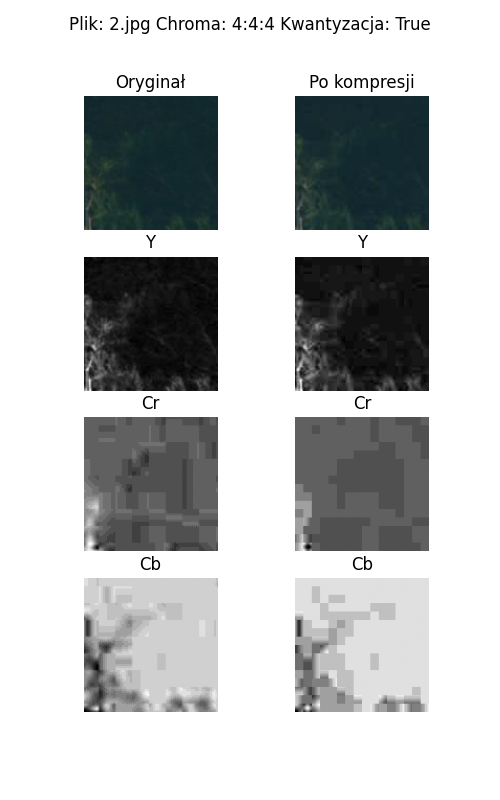 Plik: 2.jpg Chroma: 4:4:4 Kwantyzacja: True
Oryginał Po kompresji
Y Y
Cr Cr
Cb Cb